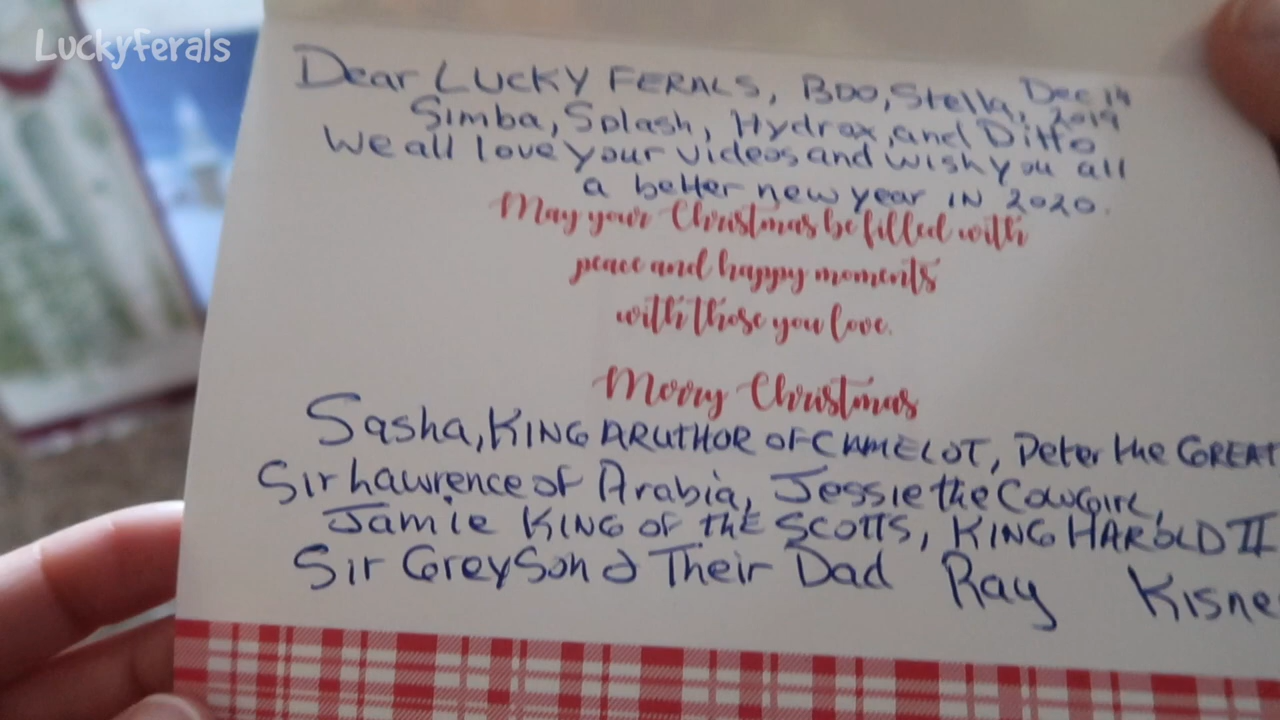 Luckyferals
Dear LUCKY FERALS, BOO, Stella, Dec 14
Simba, Splash, Hydrox, and Ditto 2019
We all love your videos and wish you all
a better new year in 2020.
May your Christmas be filled with
peace and happy moments
with those you love.
Merry Christmas
Sasha, KING ARUTHOR OF CAMELOT, Peter the GREAT
Sir Lawrence of Arabia, Jessie the Cowgirl,
Jamie KING OF the SCOTTS, KING HAROLD II
Sir Greyson & Their Dad Ray Kisne